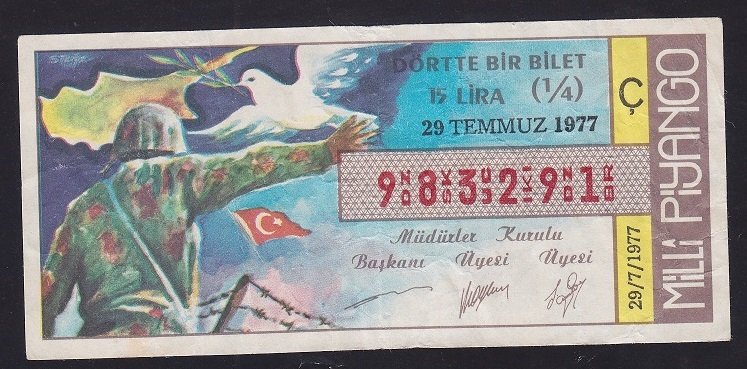 DÖRTTE BİR BİLET
15 LİRA (1/4)
29 TEMMUZ 1977
9 8 3 2 9 1
Müdürler Kurulu
Başkanı Üyesi Üyesi
Ç
29/7/1977
MİLLİ PİYANGO